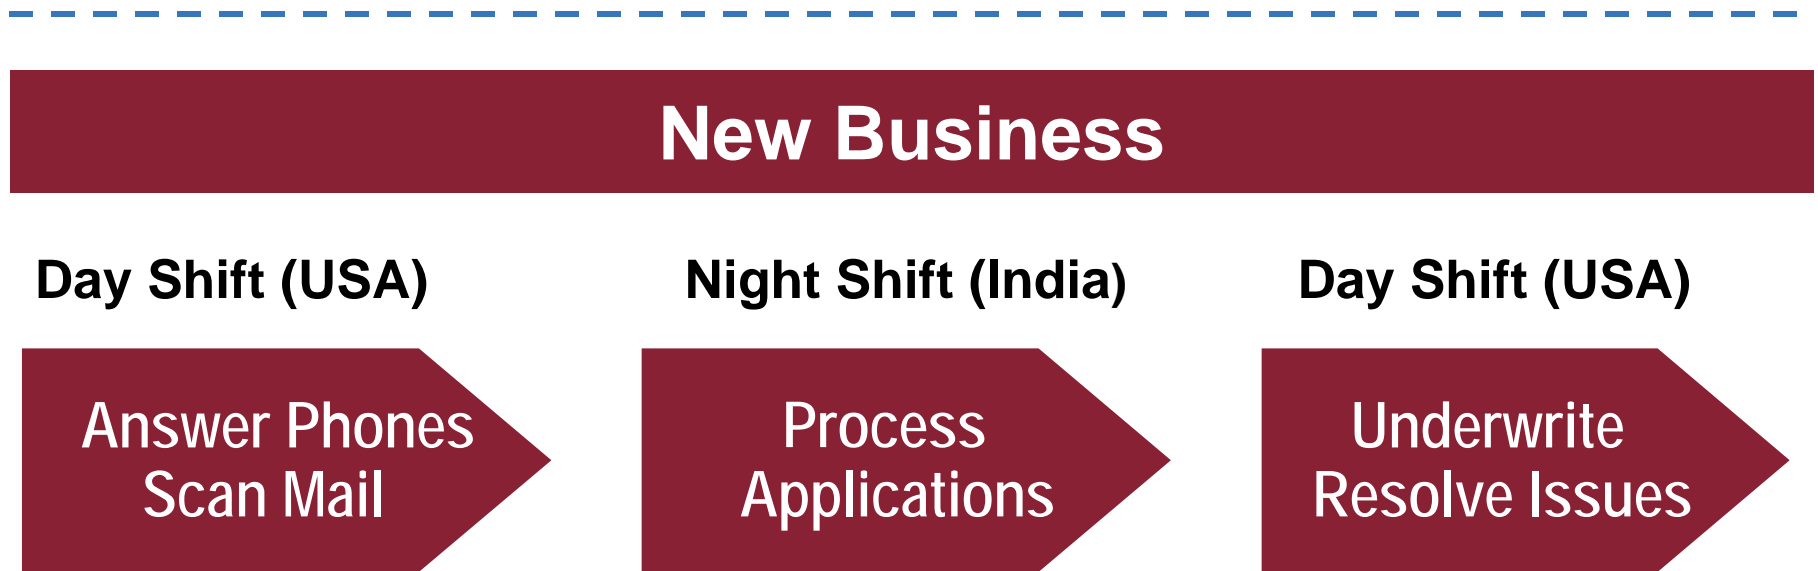 New Business
Day Shift (USA)
Night Shift (India)
Day Shift (USA)
Answer Phones
Scan Mail
Process
Applications
Underwrite
Resolve Issues